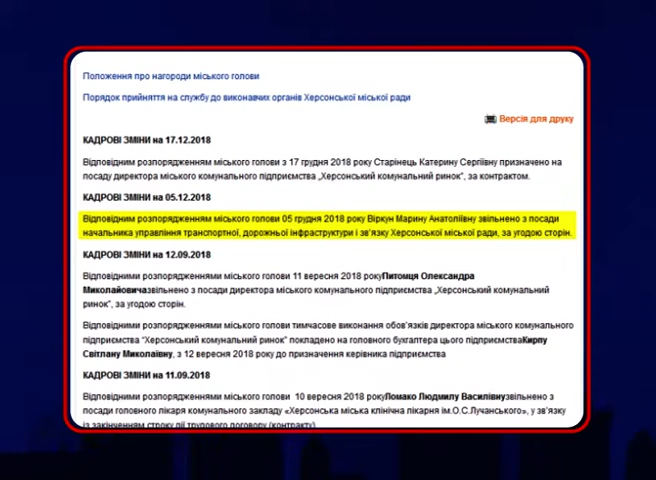 Положення про нагороди міського голови
Порядок прийняття на службу до виконавчих органів Херсонської міської ради
Версія для друку
КАДРОВІ ЗМІНИ на 17.12.2018
Відповідним розпорядженням міського голови з 17 грудня 2018 року Старінець Катерину Сергіївну призначено на
посаду директора міського комунального підприємства „Херсонський комунальний ринок", за контрактом.
КАДРОВІ ЗМІНИ на 05.12.2018
Відповідним розпорядженням міського голови 05 грудня 2018 року Віркун Марину Анатоліївну звільнено з посади
начальника управління транспортної, дорожньої інфраструктури і зв'язку Херсонської міської ради, за угодою сторін.
КАДРОВІ ЗМІНИ на 12.09.2018
Відповідними розпорядженнями міського голови 11 вересня 2018 рокуПитомця Олександра
Миколайовичазвільнено з посади директора міського комунального підприємства „Херсонський комунальний
ринок", за угодою сторін.
Відповідними розпорядженнями міського голови тимчасове виконання обов'язків директора міського комунального
підприємства "Херсонський комунальний ринок" покладено на головного бухгалтера цього підприємстваКирпу
Світлану Миколаївну, з 12 вересня 2018 року до призначення керівника підприємства
КАДРОВІ ЗМІНИ на 11.09.2018
Відповідними розпорядженнями міського голови 10 вересня 2018 рокуЛомако Людмилу Василівнузвільнено з
посади головного лікаря комунального закладу «Херсонська міська клінічна лікарня ім.О.С.Лучанського», у зв'язку
із закінченням строку дії трудового договору (контракту)